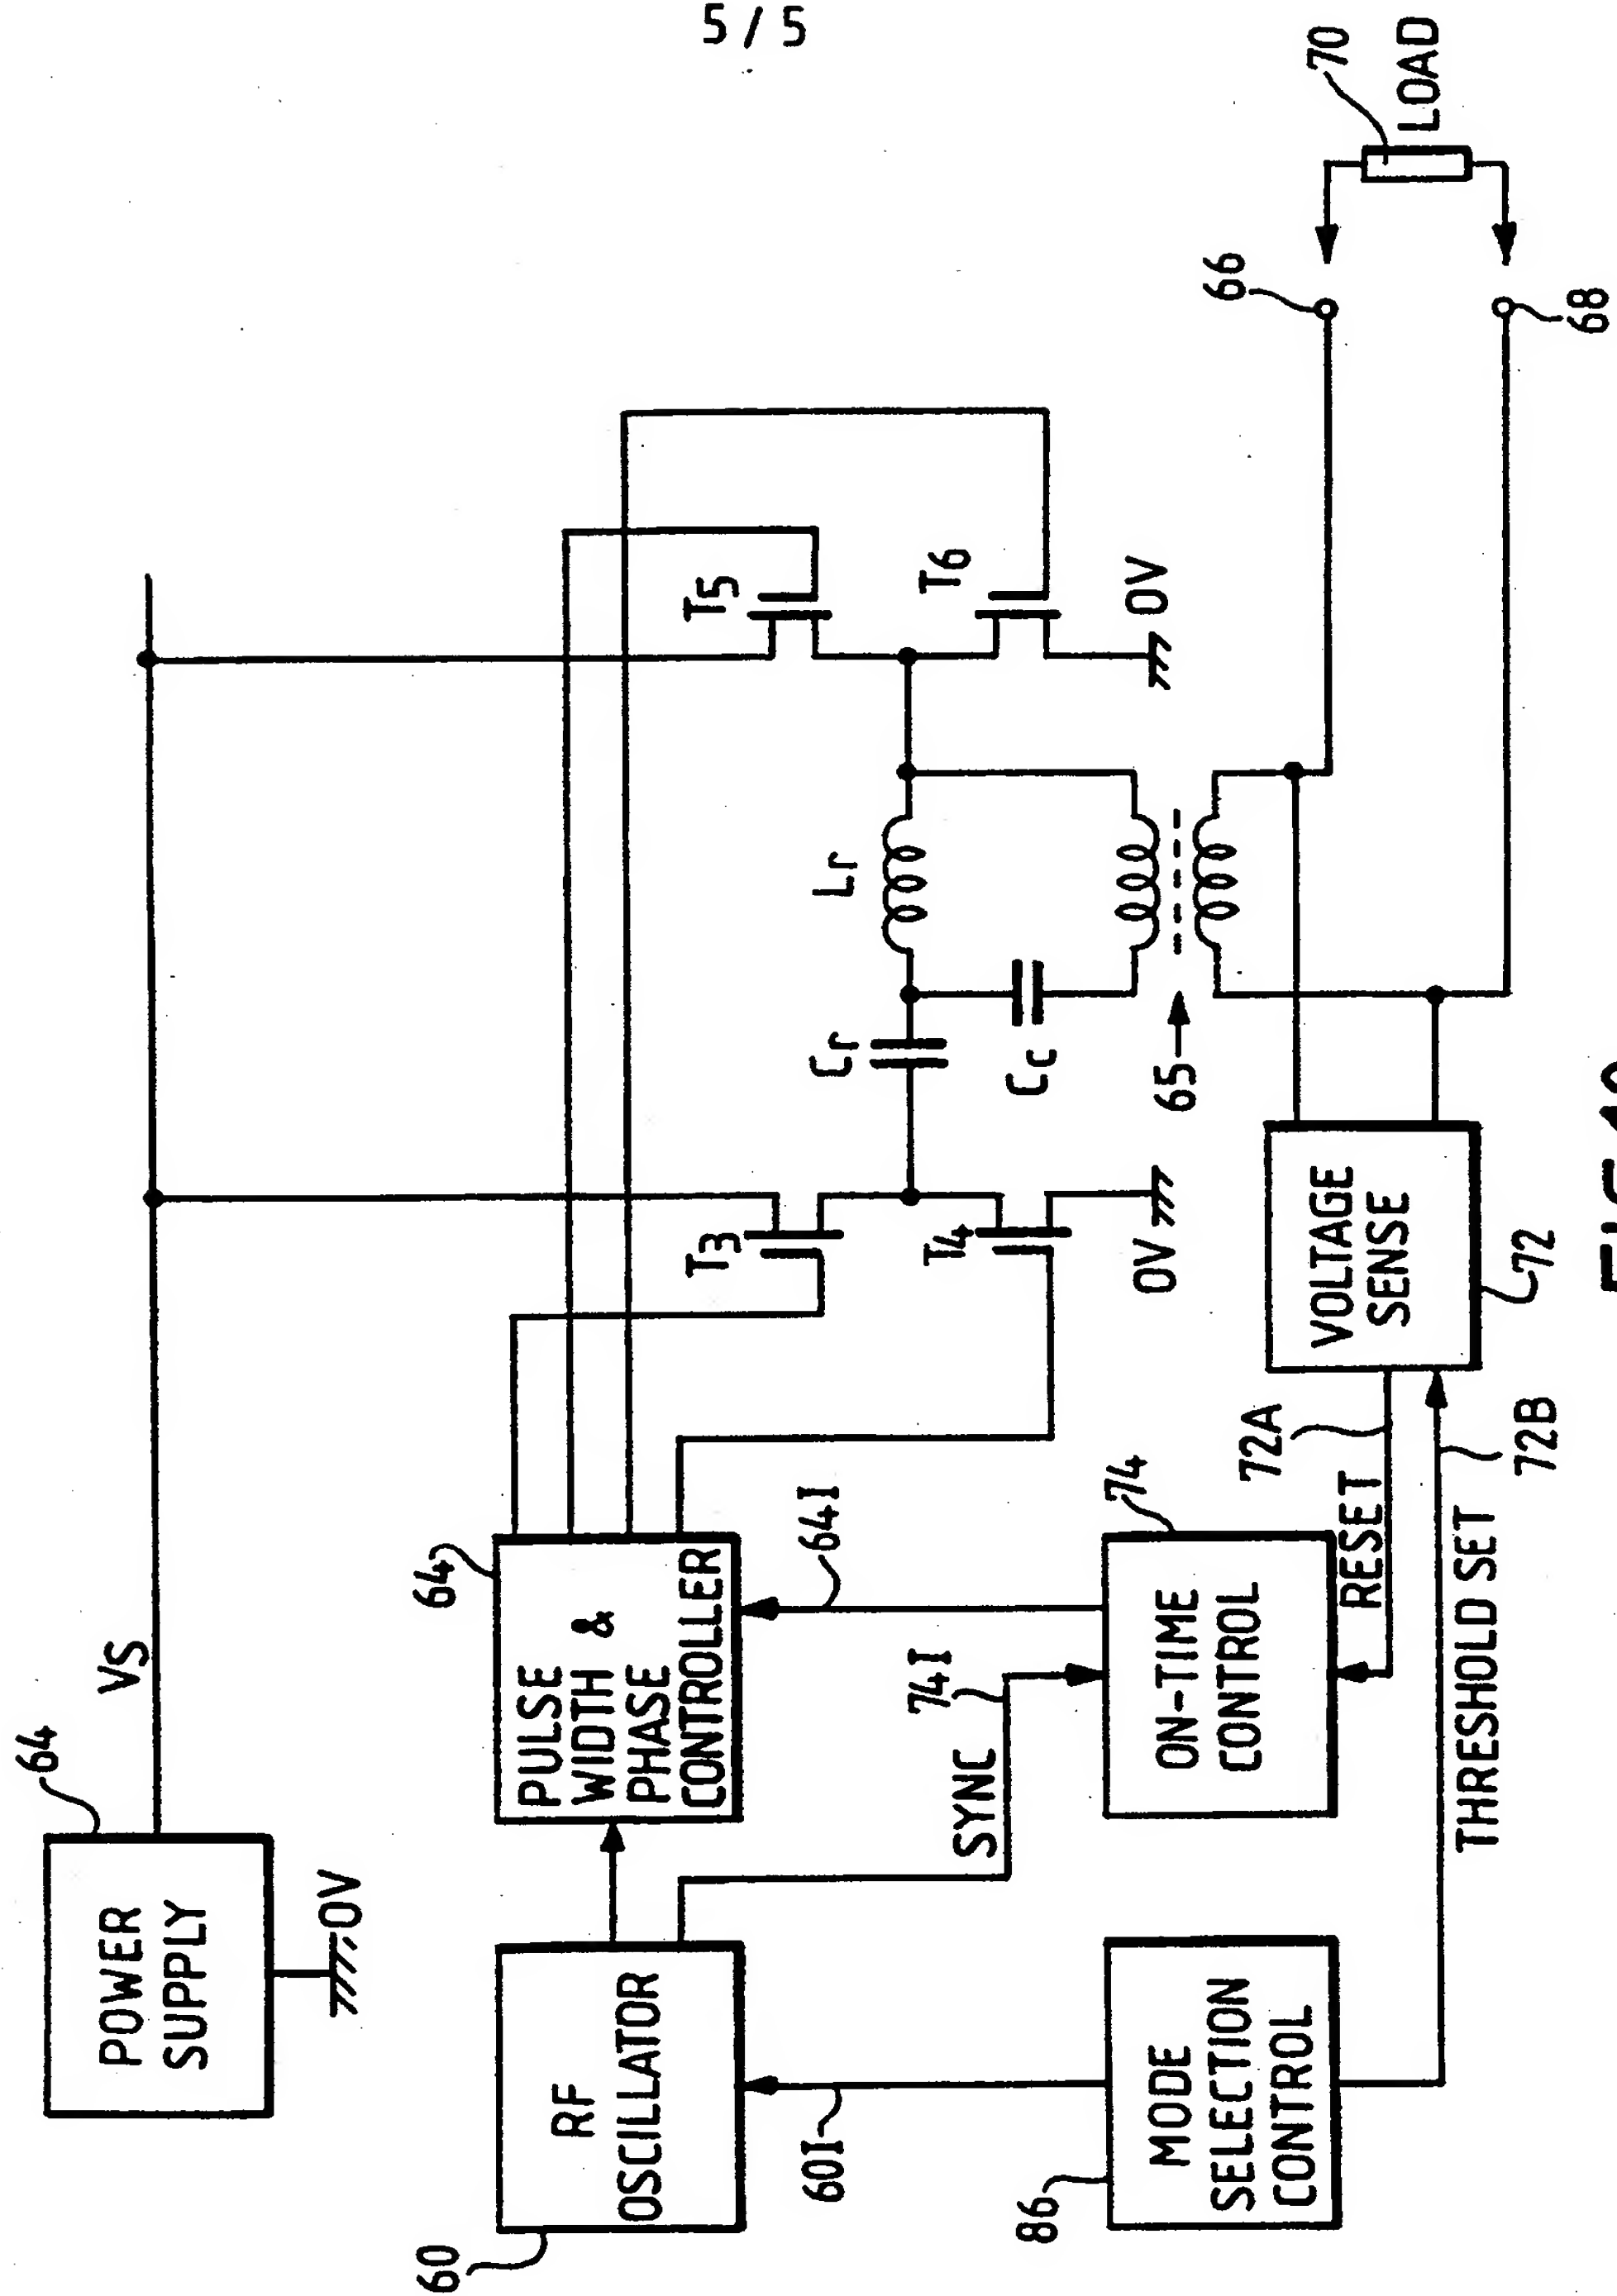 5 / 5
64
POWER
SUPPLY
0V
VS
60
RF
OSCILLATOR
60I
64
PULSE
WIDTH &
PHASE
CONTROLLER
64I
SYNC
74I
86
MODE
SELECTION
CONTROL
74
ON-TIME
CONTROL
RESET
72A
THRESHOLD SET
72B
VOLTAGE
SENSE
72
T3
T4
0V
Cr
Lr
Cc
65
T5
T6
0V
66
68
70
LOAD